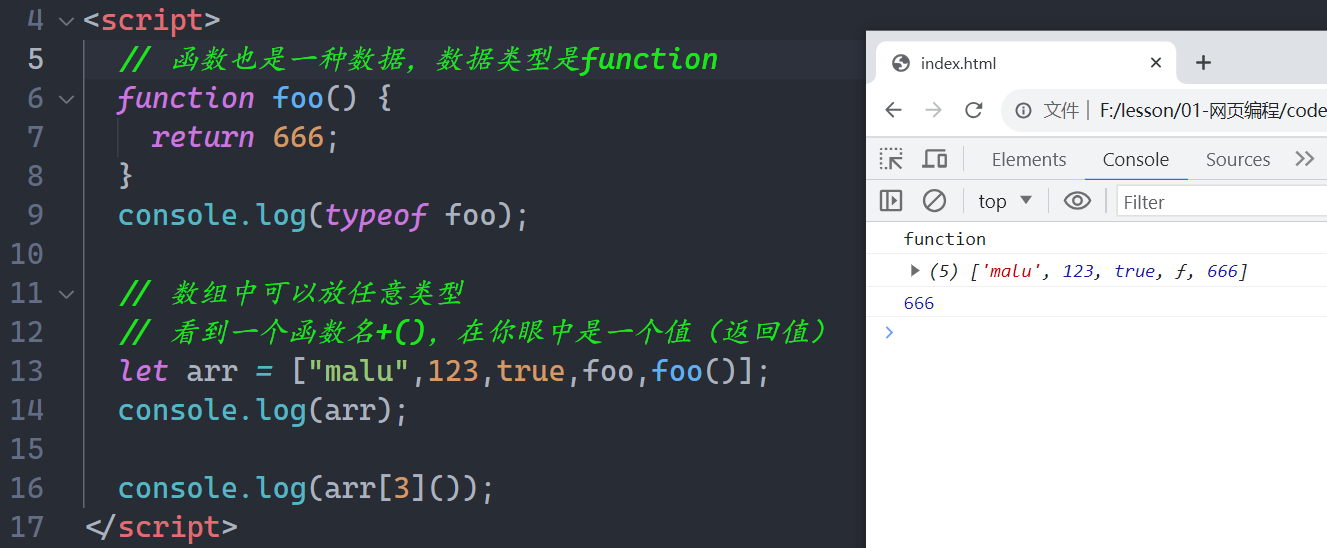 4 <script>
5 // 函数也是一种数据，数据类型是function
6 function foo() {
7 return 666;
8 }
9 console.log(typeof foo);
10
11 // 数组中可以放任意类型
12 // 看到一个函数名+()，在你眼中是一个值（返回值）
13 let arr = ["malu",123,true,foo,foo()];
14 console.log(arr);
15
16 console.log(arr[3]());
17 </script>
index.html
文件 F:/lesson/01-网页编程/code
Elements Console Sources
top Filter
function
(5) ['malu', 123, true, ƒ, 666]
666